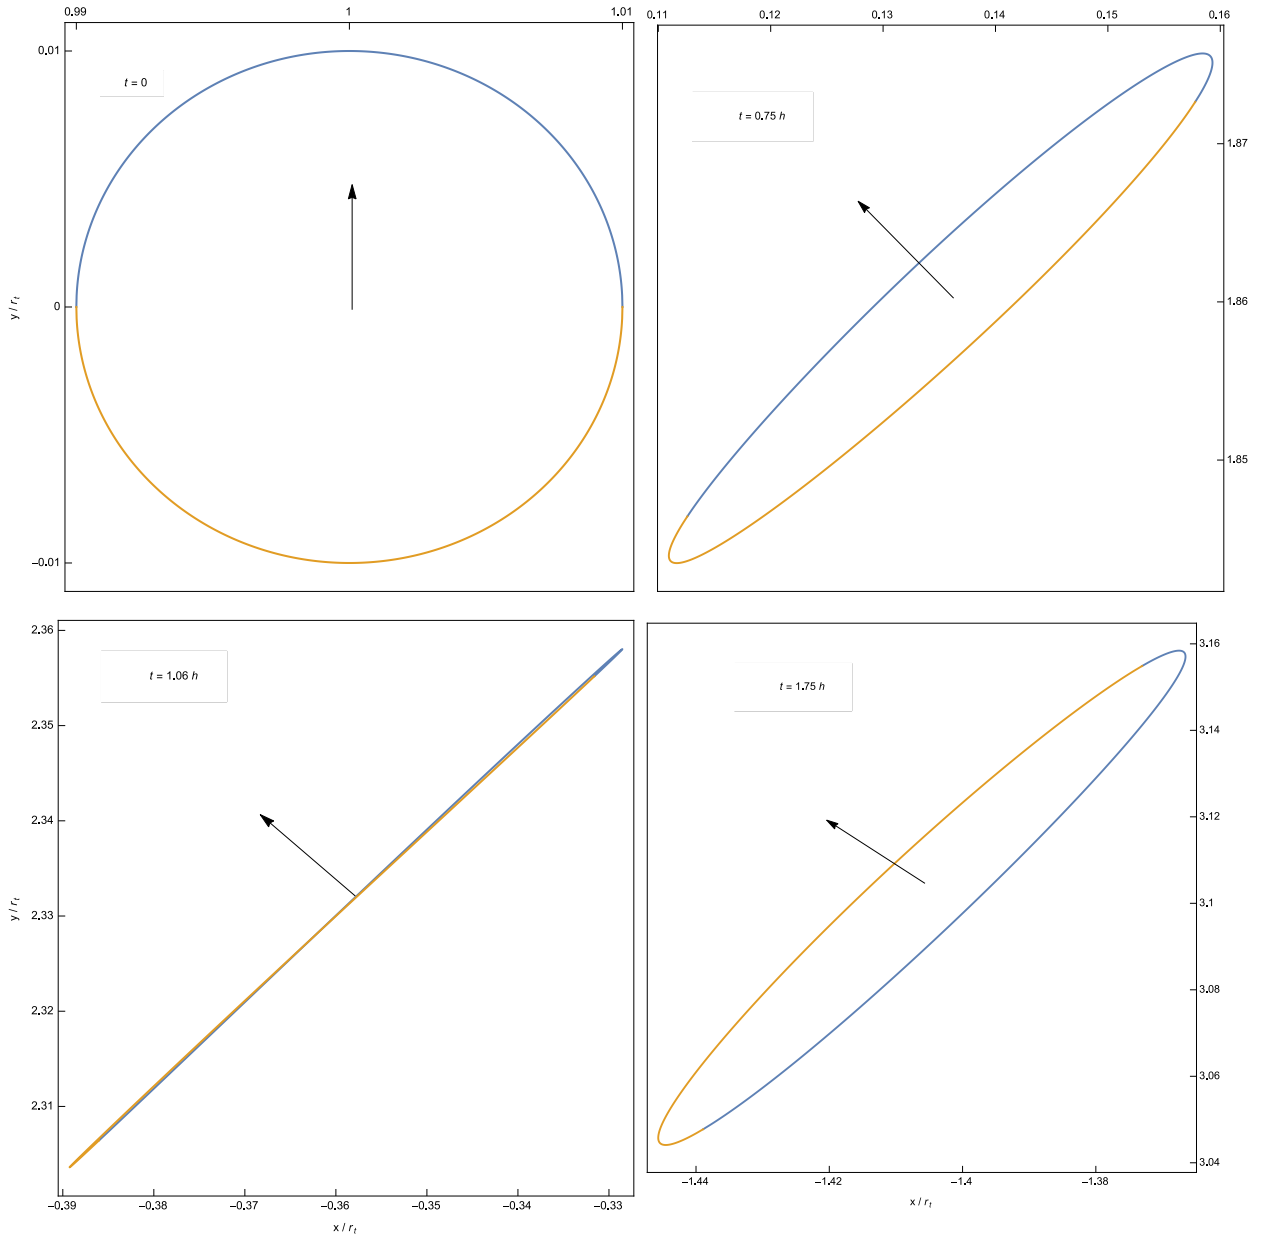 0.99 1 1.01
0.01
t = 0
0
y / r_t
−0.01
0.11 0.12 0.13 0.14 0.15 0.16
t = 0.75 h
1.87
1.86
1.85
2.36
t = 1.06 h
2.35
2.34
2.33
y / r_t
2.32
2.31
−0.39 −0.38 −0.37 −0.36 −0.35 −0.34 −0.33
x / r_t
3.16
t = 1.75 h
3.14
3.12
3.1
3.08
3.06
3.04
−1.44 −1.42 −1.4 −1.38
x / r_t